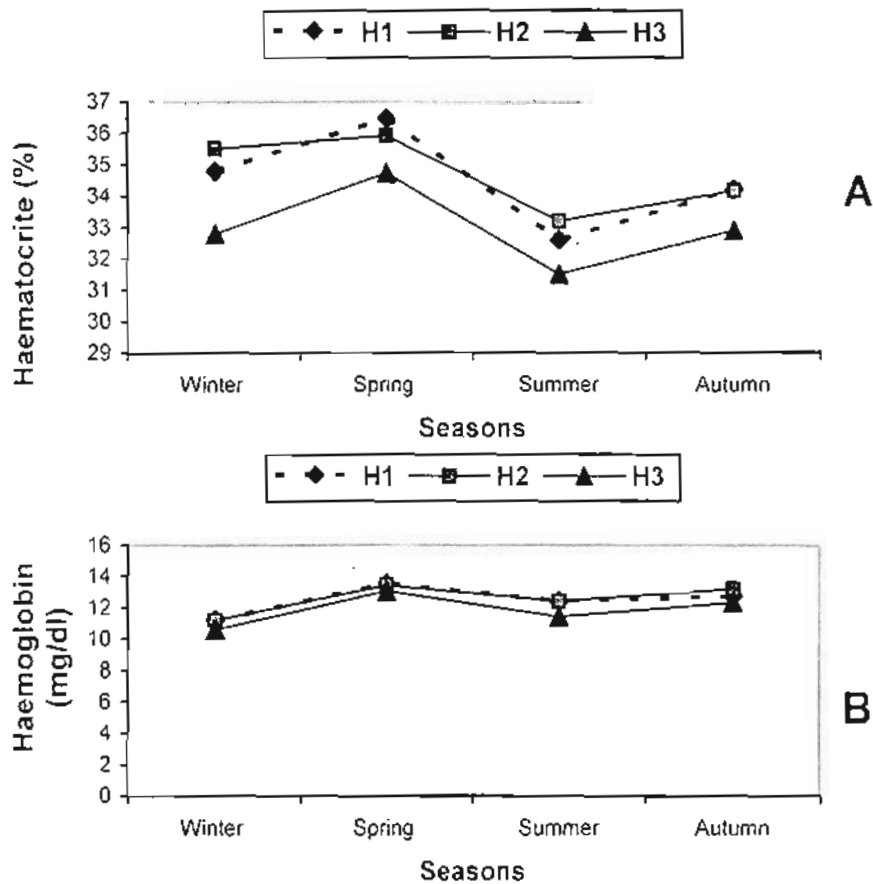 H1 H2 H3
37
36
35
34
33
32
31
30
29
Haematocrite (%)
Winter Spring Summer Autumn
Seasons
A
H1 H2 H3
16
14
12
10
8
6
4
2
0
Haemoglobin
(mg/dl)
Winter Spring Summer Autumn
Seasons
B